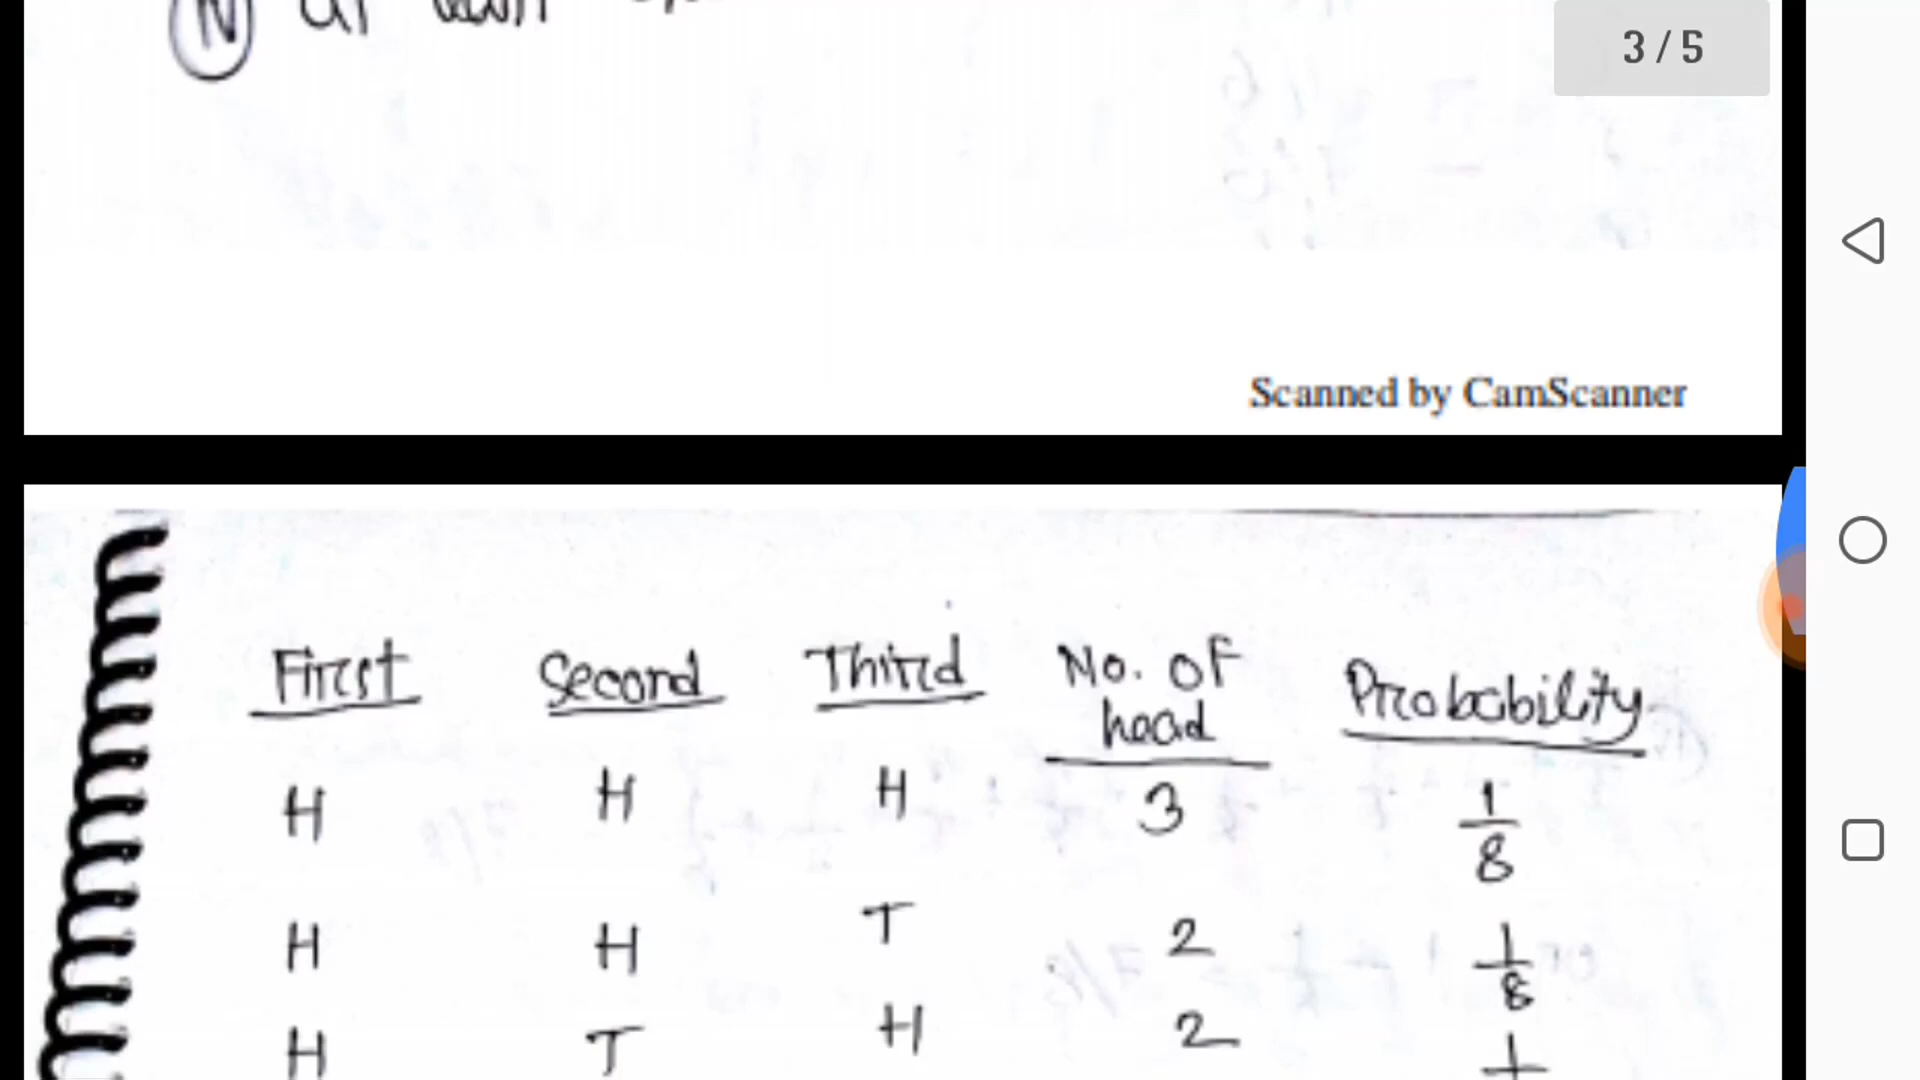 3 / 5
Scanned by CamScanner
First Second Third No. of head Probability
H H H 3 1/8
H H T 2 1/8
H T H 2 1